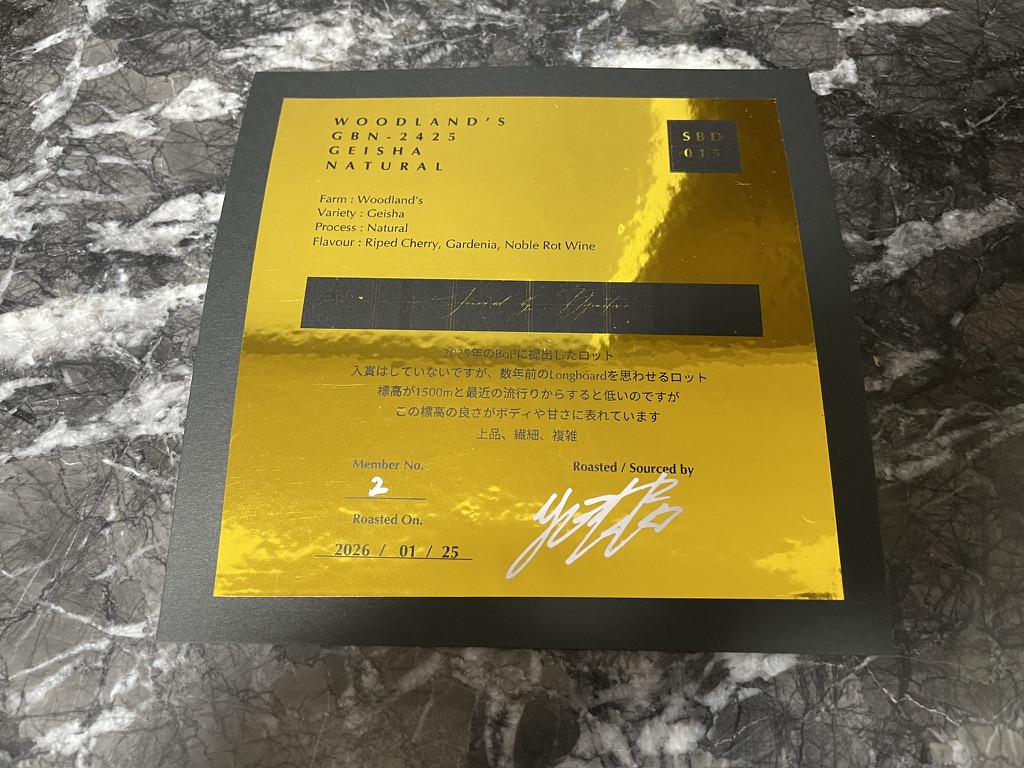 WOODLAND'S
GBN-2425
GEISHA
NATURAL
SBD
015
Farm : Woodland's
Variety : Geisha
Process : Natural
Flavour : Riped Cherry, Gardenia, Noble Rot Wine
2025年のBoPに提出したロット
入賞はしていないですが、数年前のLongboardを思わせるロット
標高が1500mと最近の流行りからすると低いのですが
この標高の良さがボディや甘さに表れています
上品、繊細、複雑
Member No.
2
Roasted / Sourced by
Roasted On.
2026 / 01 / 25